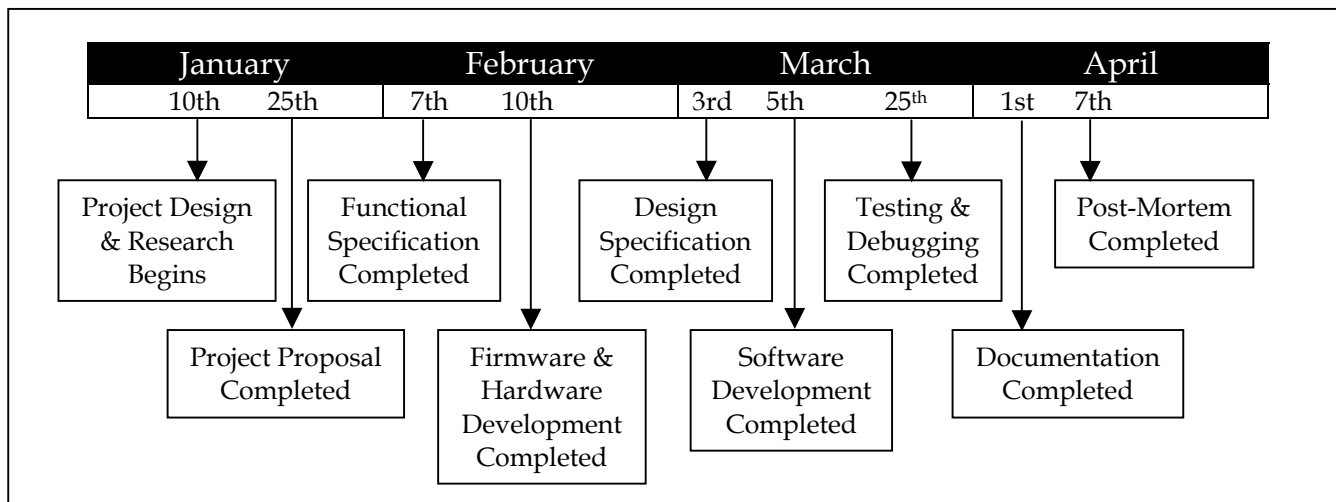 January February March April
10th 25th 7th 10th 3rd 5th 25th 1st 7th
Project Design
& Research
Begins
Functional
Specification
Completed
Design
Specification
Completed
Testing &
Debugging
Completed
Post-Mortem
Completed
Project Proposal
Completed
Firmware &
Hardware
Development
Completed
Software
Development
Completed
Documentation
Completed